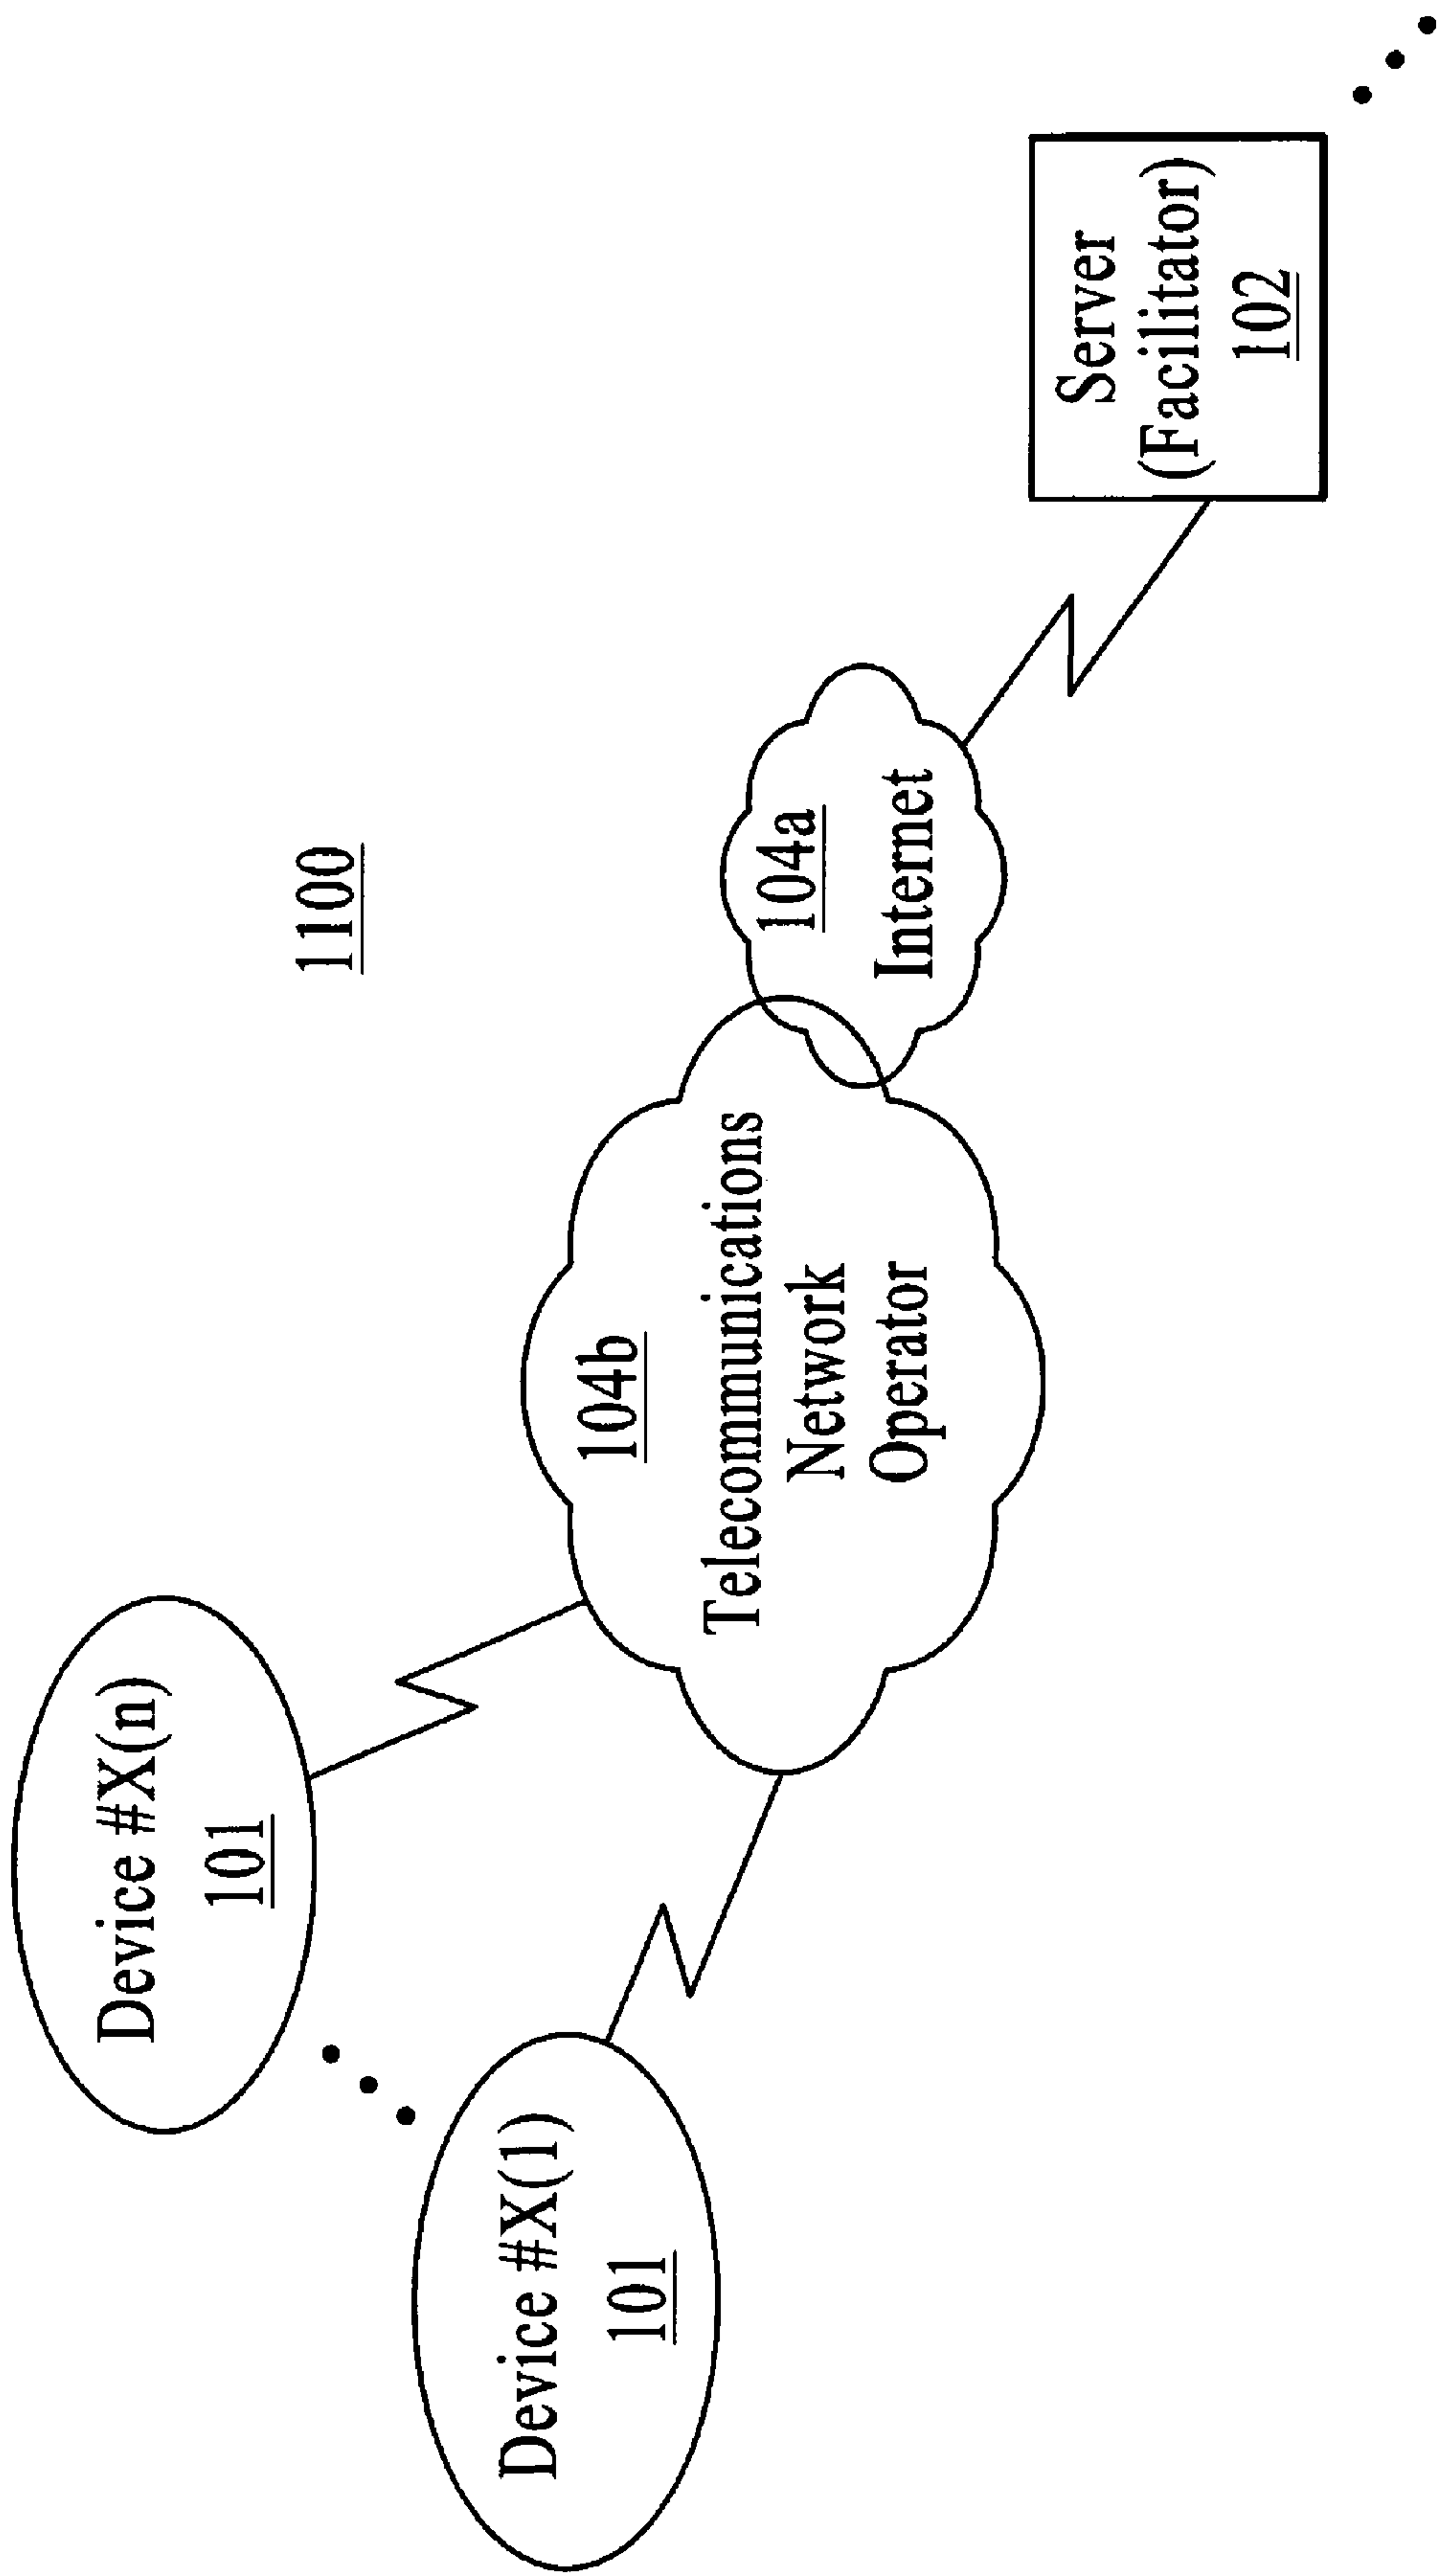 1100
Device #X(n)
101
Device #X(1)
101
104b
Telecommunications
Network
Operator
104a
Internet
Server
(Facilitator)
102